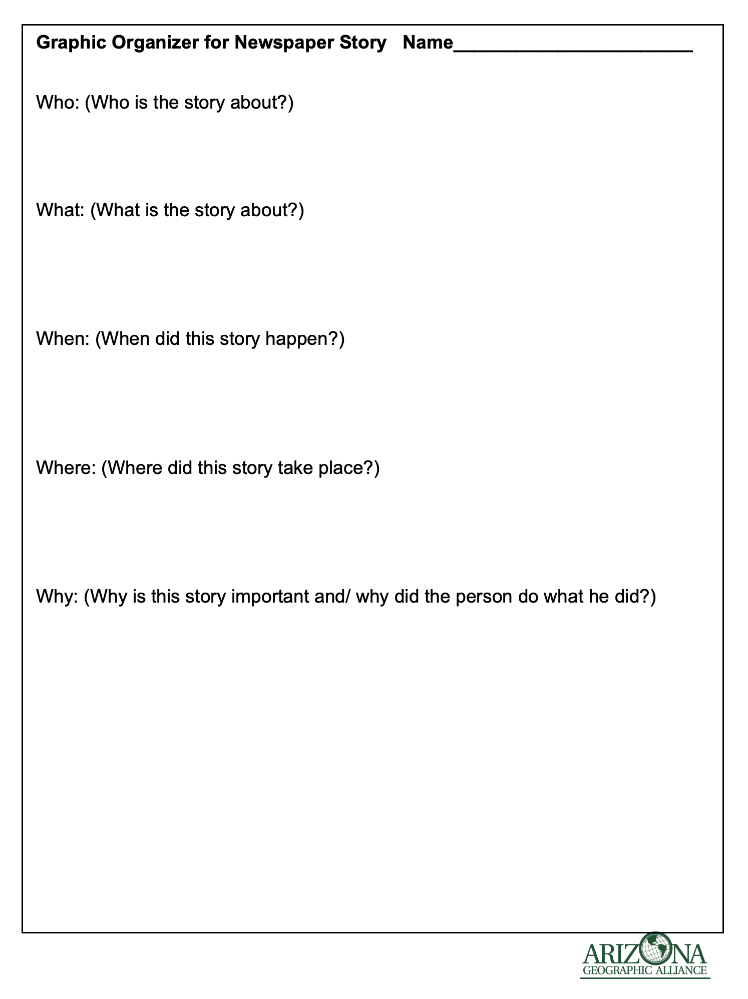 Graphic Organizer for Newspaper Story   Name_______________________
Who: (Who is the story about?)
What: (What is the story about?)
When: (When did this story happen?)
Where: (Where did this story take place?)
Why: (Why is this story important and/ why did the person do what he did?)
ARIZONA
GEOGRAPHIC ALLIANCE